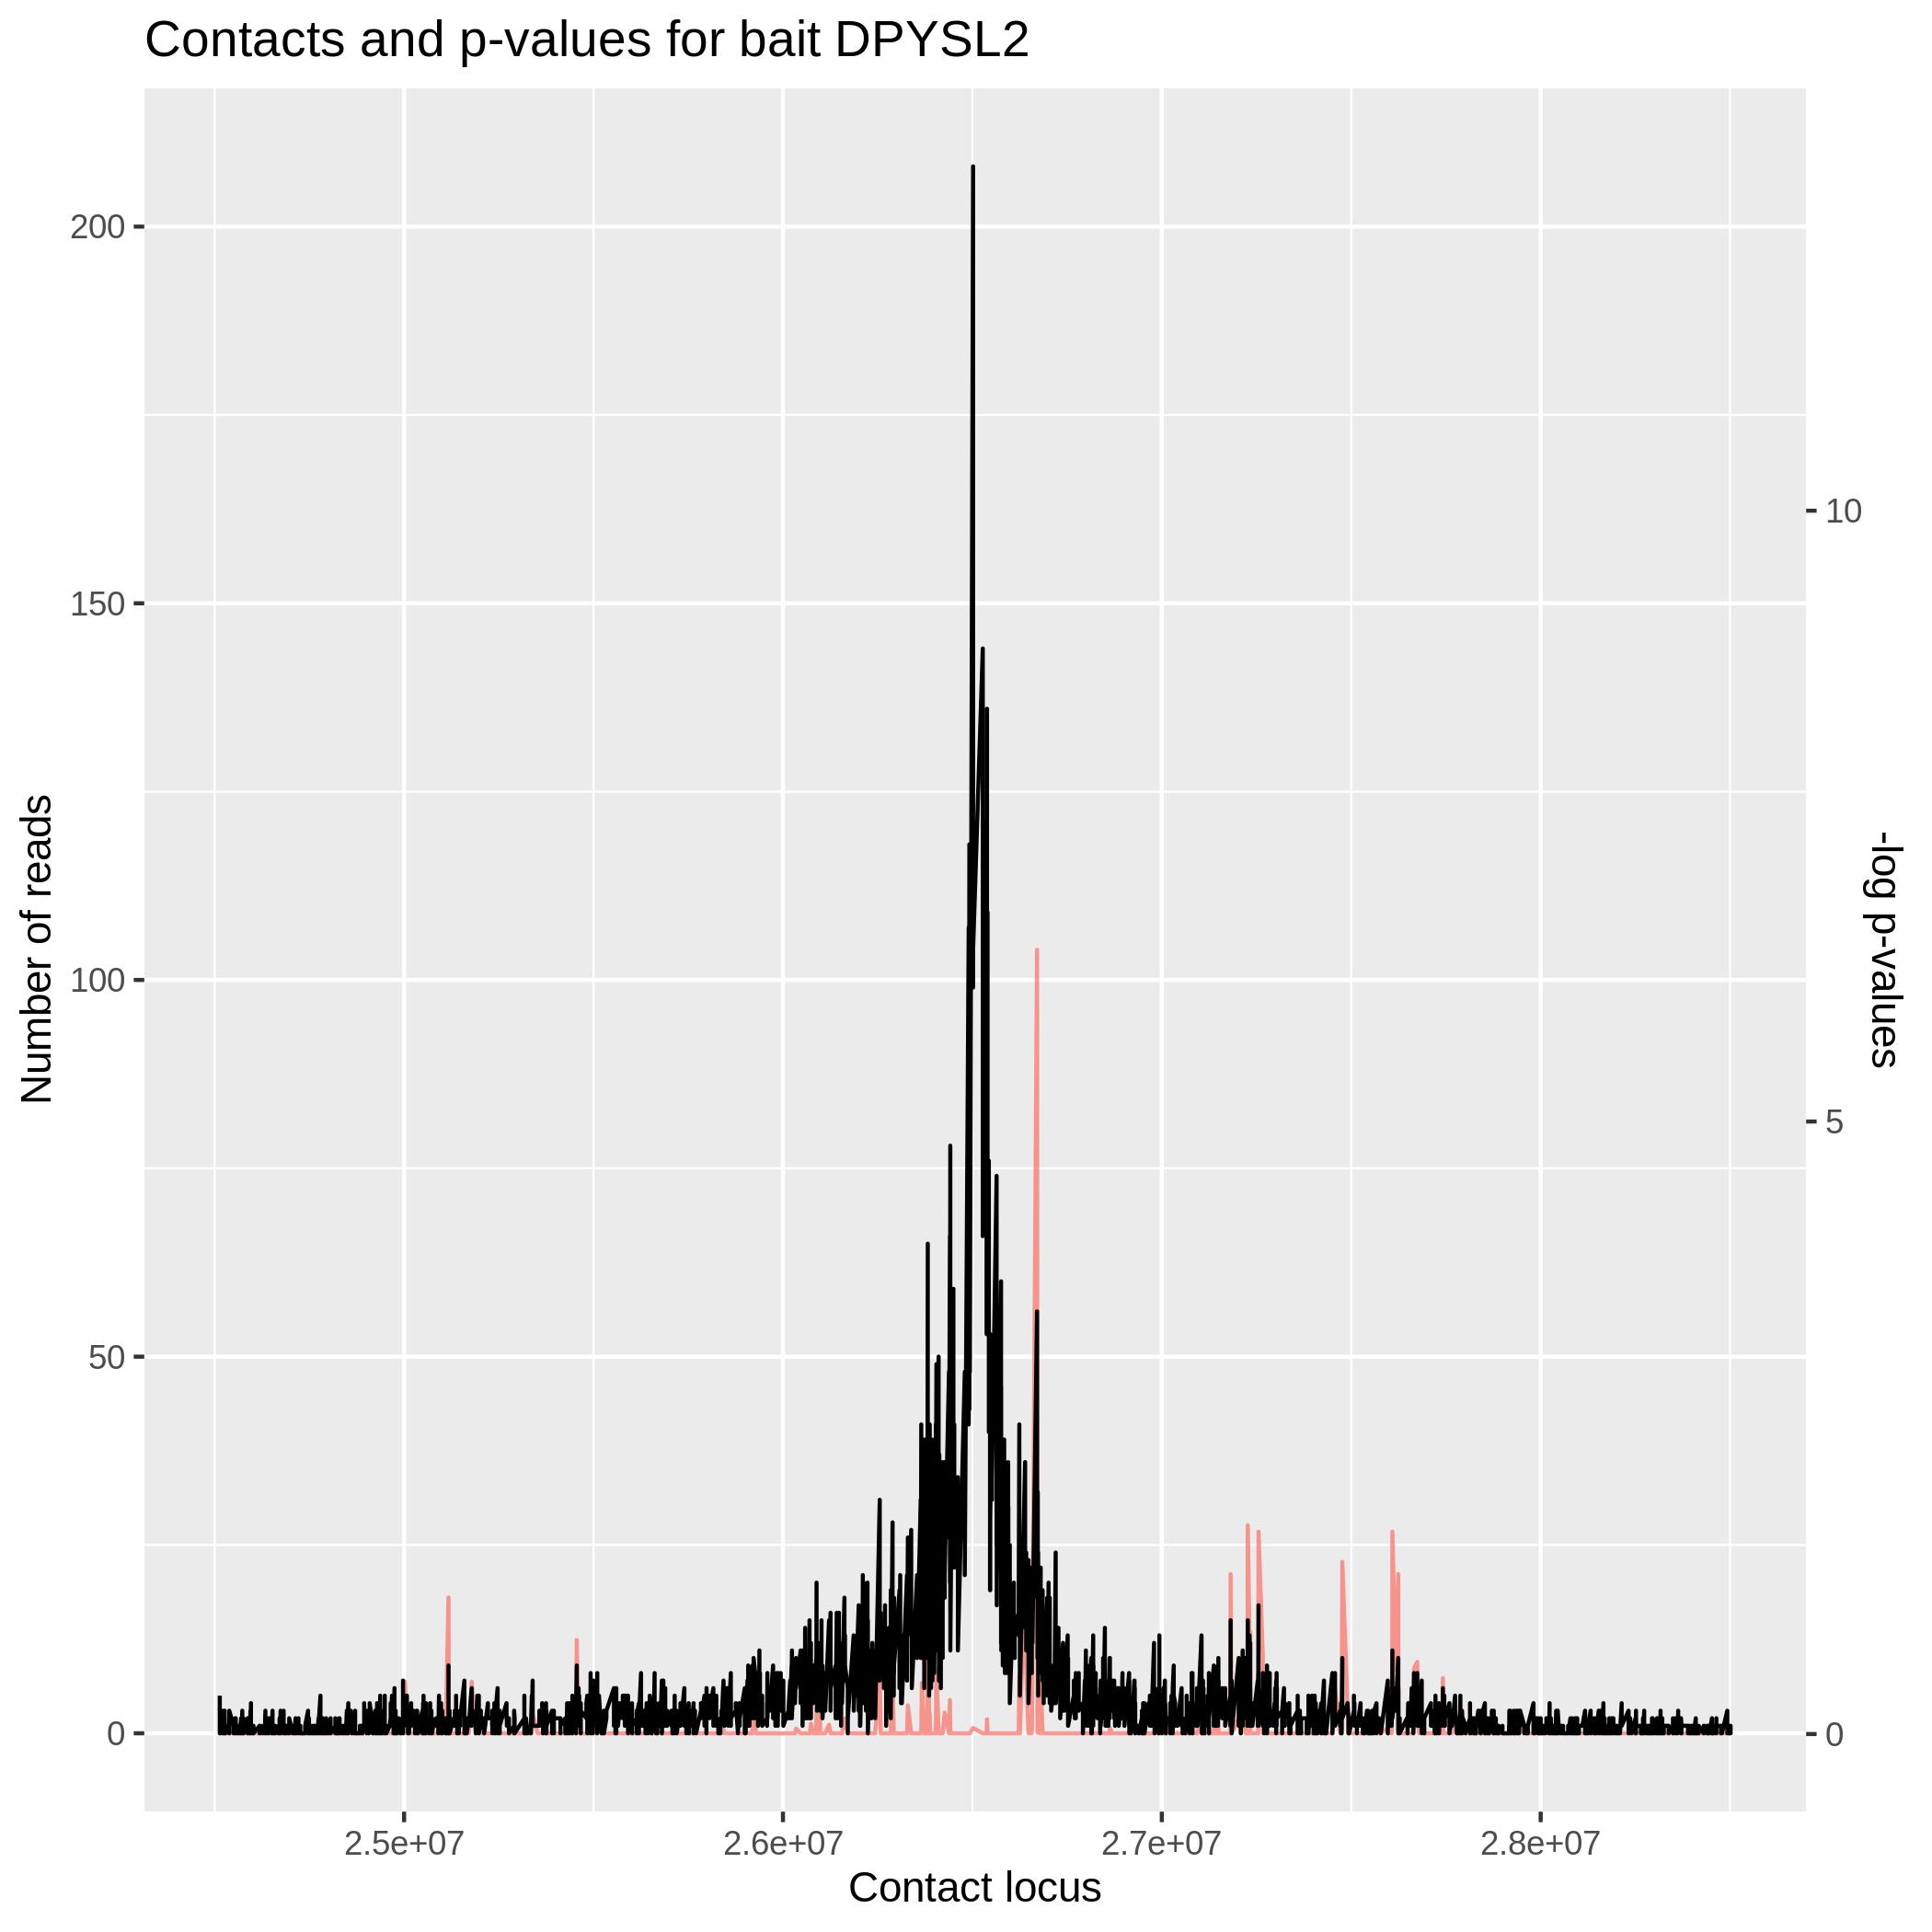 Contacts and p-values for bait DPYSL2
Number of reads
200
150
100
50
0
10
5
0
-log p-values
2.5e+07
2.6e+07
2.7e+07
2.8e+07
Contact locus